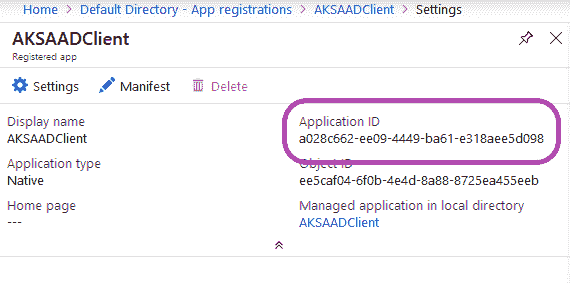 Home > Default Directory - App registrations > AKSAADClient > Settings
AKSAADClient
Registered app
Settings Manifest Delete
Display name
AKSAADClient
Application type
Native
Home page
---
Application ID
a028c662-ee09-4449-ba61-e318aee5d098
Object ID
ee5caf04-6f0b-4e4d-8a88-8725ea455eeb
Managed application in local directory
AKSAADClient